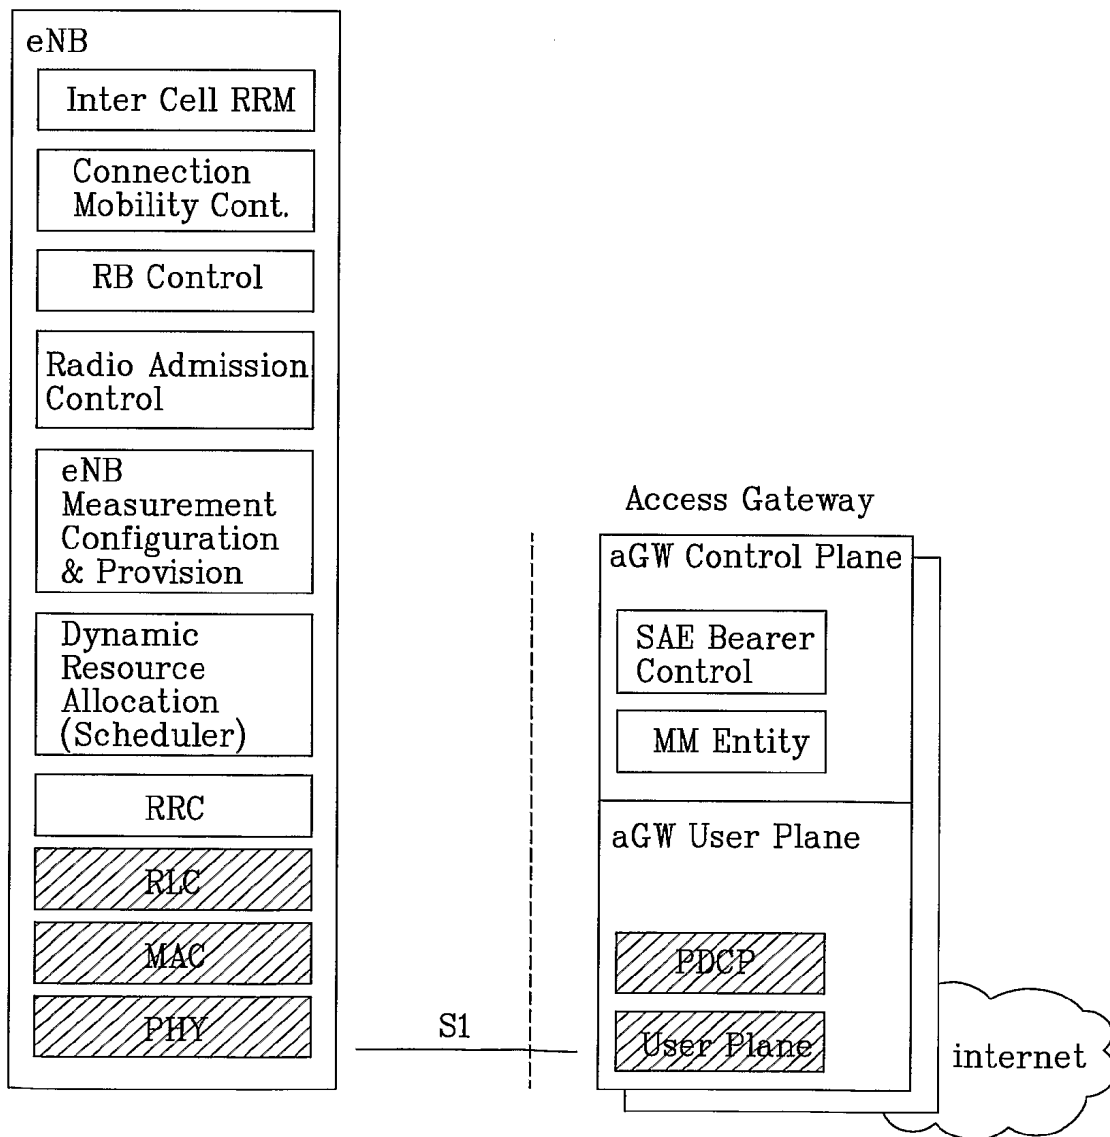 eNB
Inter Cell RRM
Connection
Mobility Cont.
RB Control
Radio Admission
Control
eNB
Measurement
Configuration
& Provision
Dynamic
Resource
Allocation
(Scheduler)
RRC
RLC
MAC
PHY
S1
Access Gateway
aGW Control Plane
SAE Bearer
Control
MM Entity
aGW User Plane
PDCP
User Plane
internet